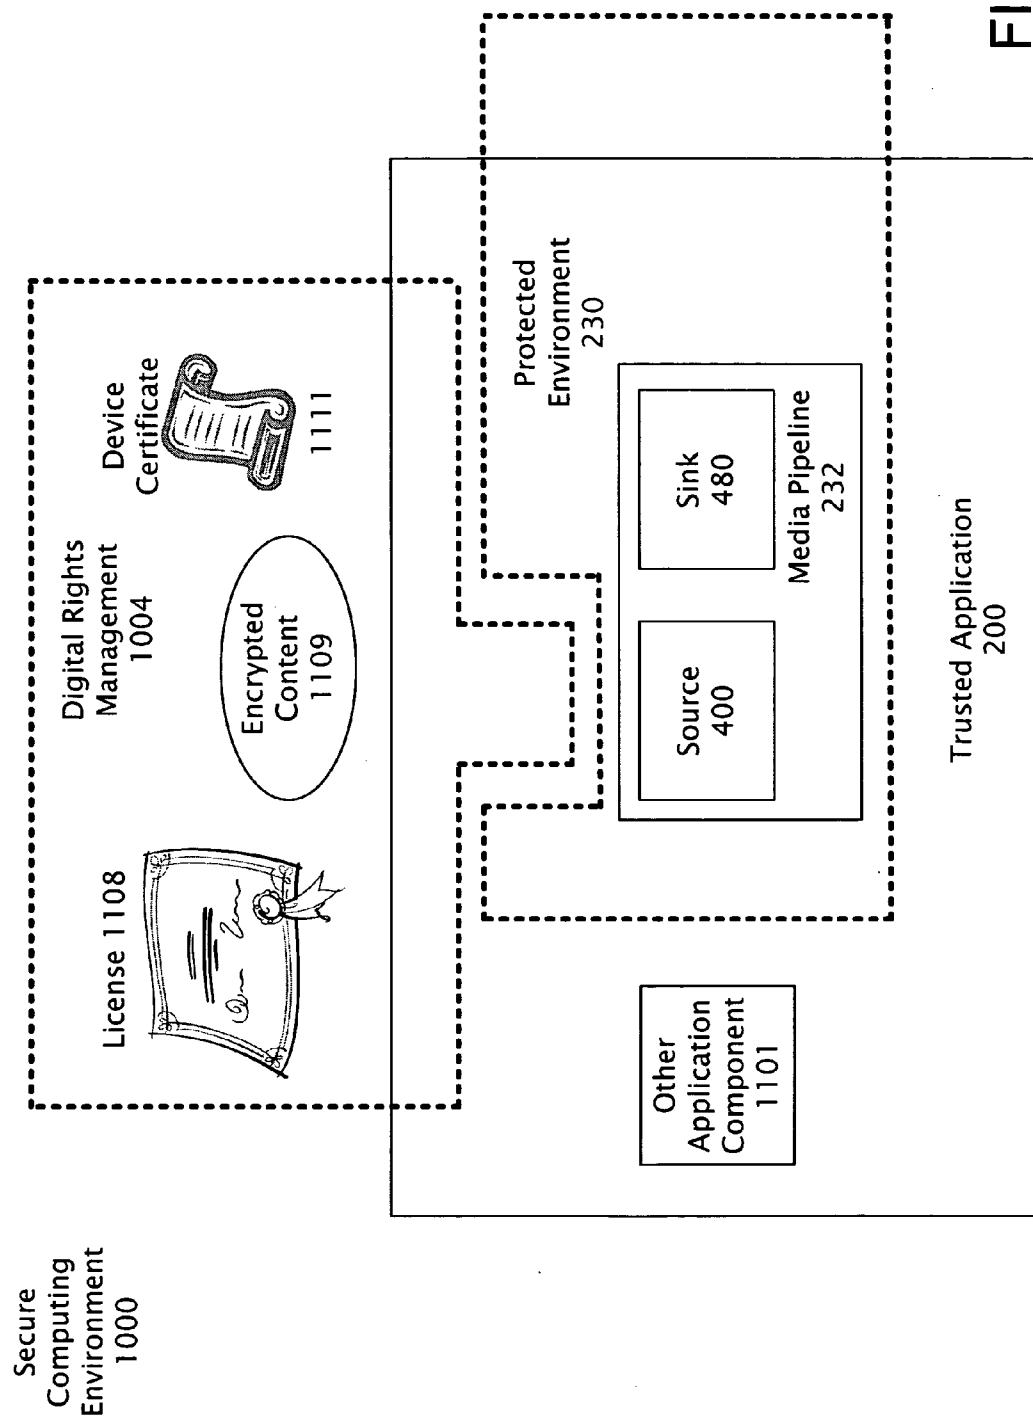 Secure
Computing
Environment
1000
Digital Rights
Management
1004
License 1108
Encrypted
Content
1109
Device
Certificate
1111
Protected
Environment
230
Other
Application
Component
1101
Source
400
Sink
480
Media Pipeline
232
Trusted Application
200